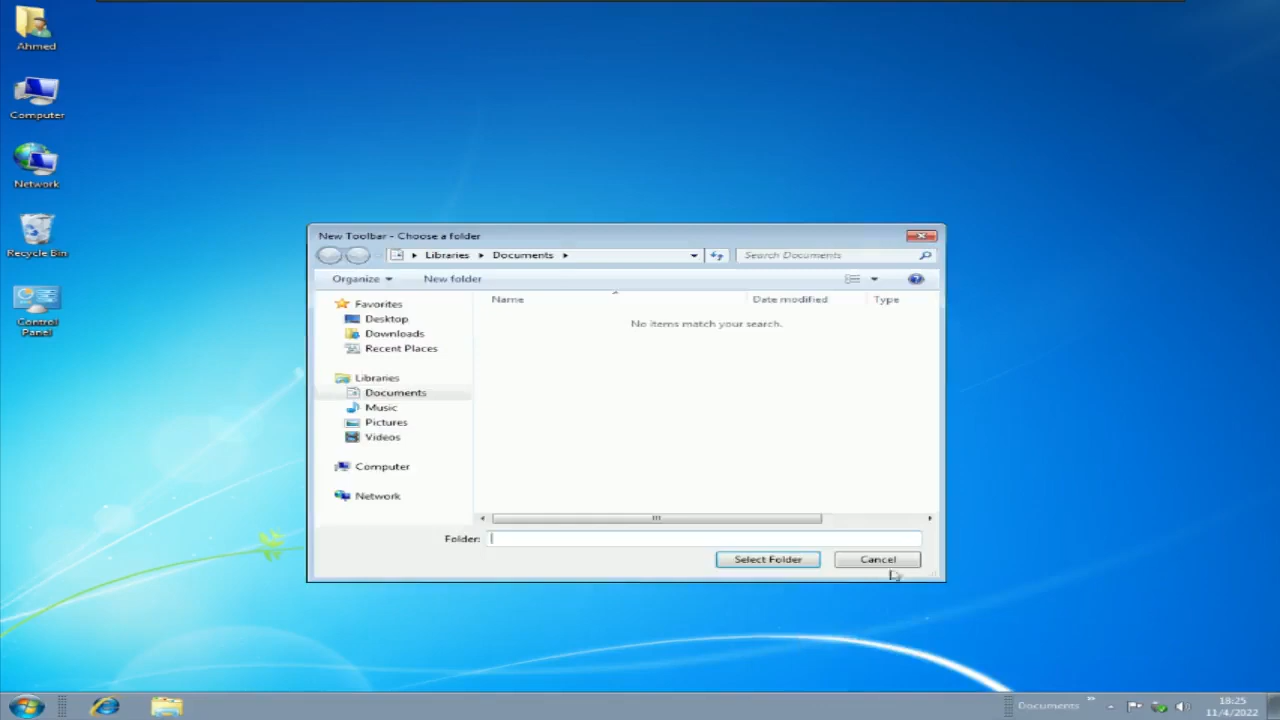 Ahmed
Computer
Network
Recycle Bin
Control
Panel
New Toolbar - Choose a folder
Libraries
Documents
Search Documents
Organize
New folder
Name
Date modified
Type
No items match your search.
Favorites
Desktop
Downloads
Recent Places
Libraries
Documents
Music
Pictures
Videos
Computer
Network
Folder:
Select Folder
Cancel
Documents
18:25
11/4/2022